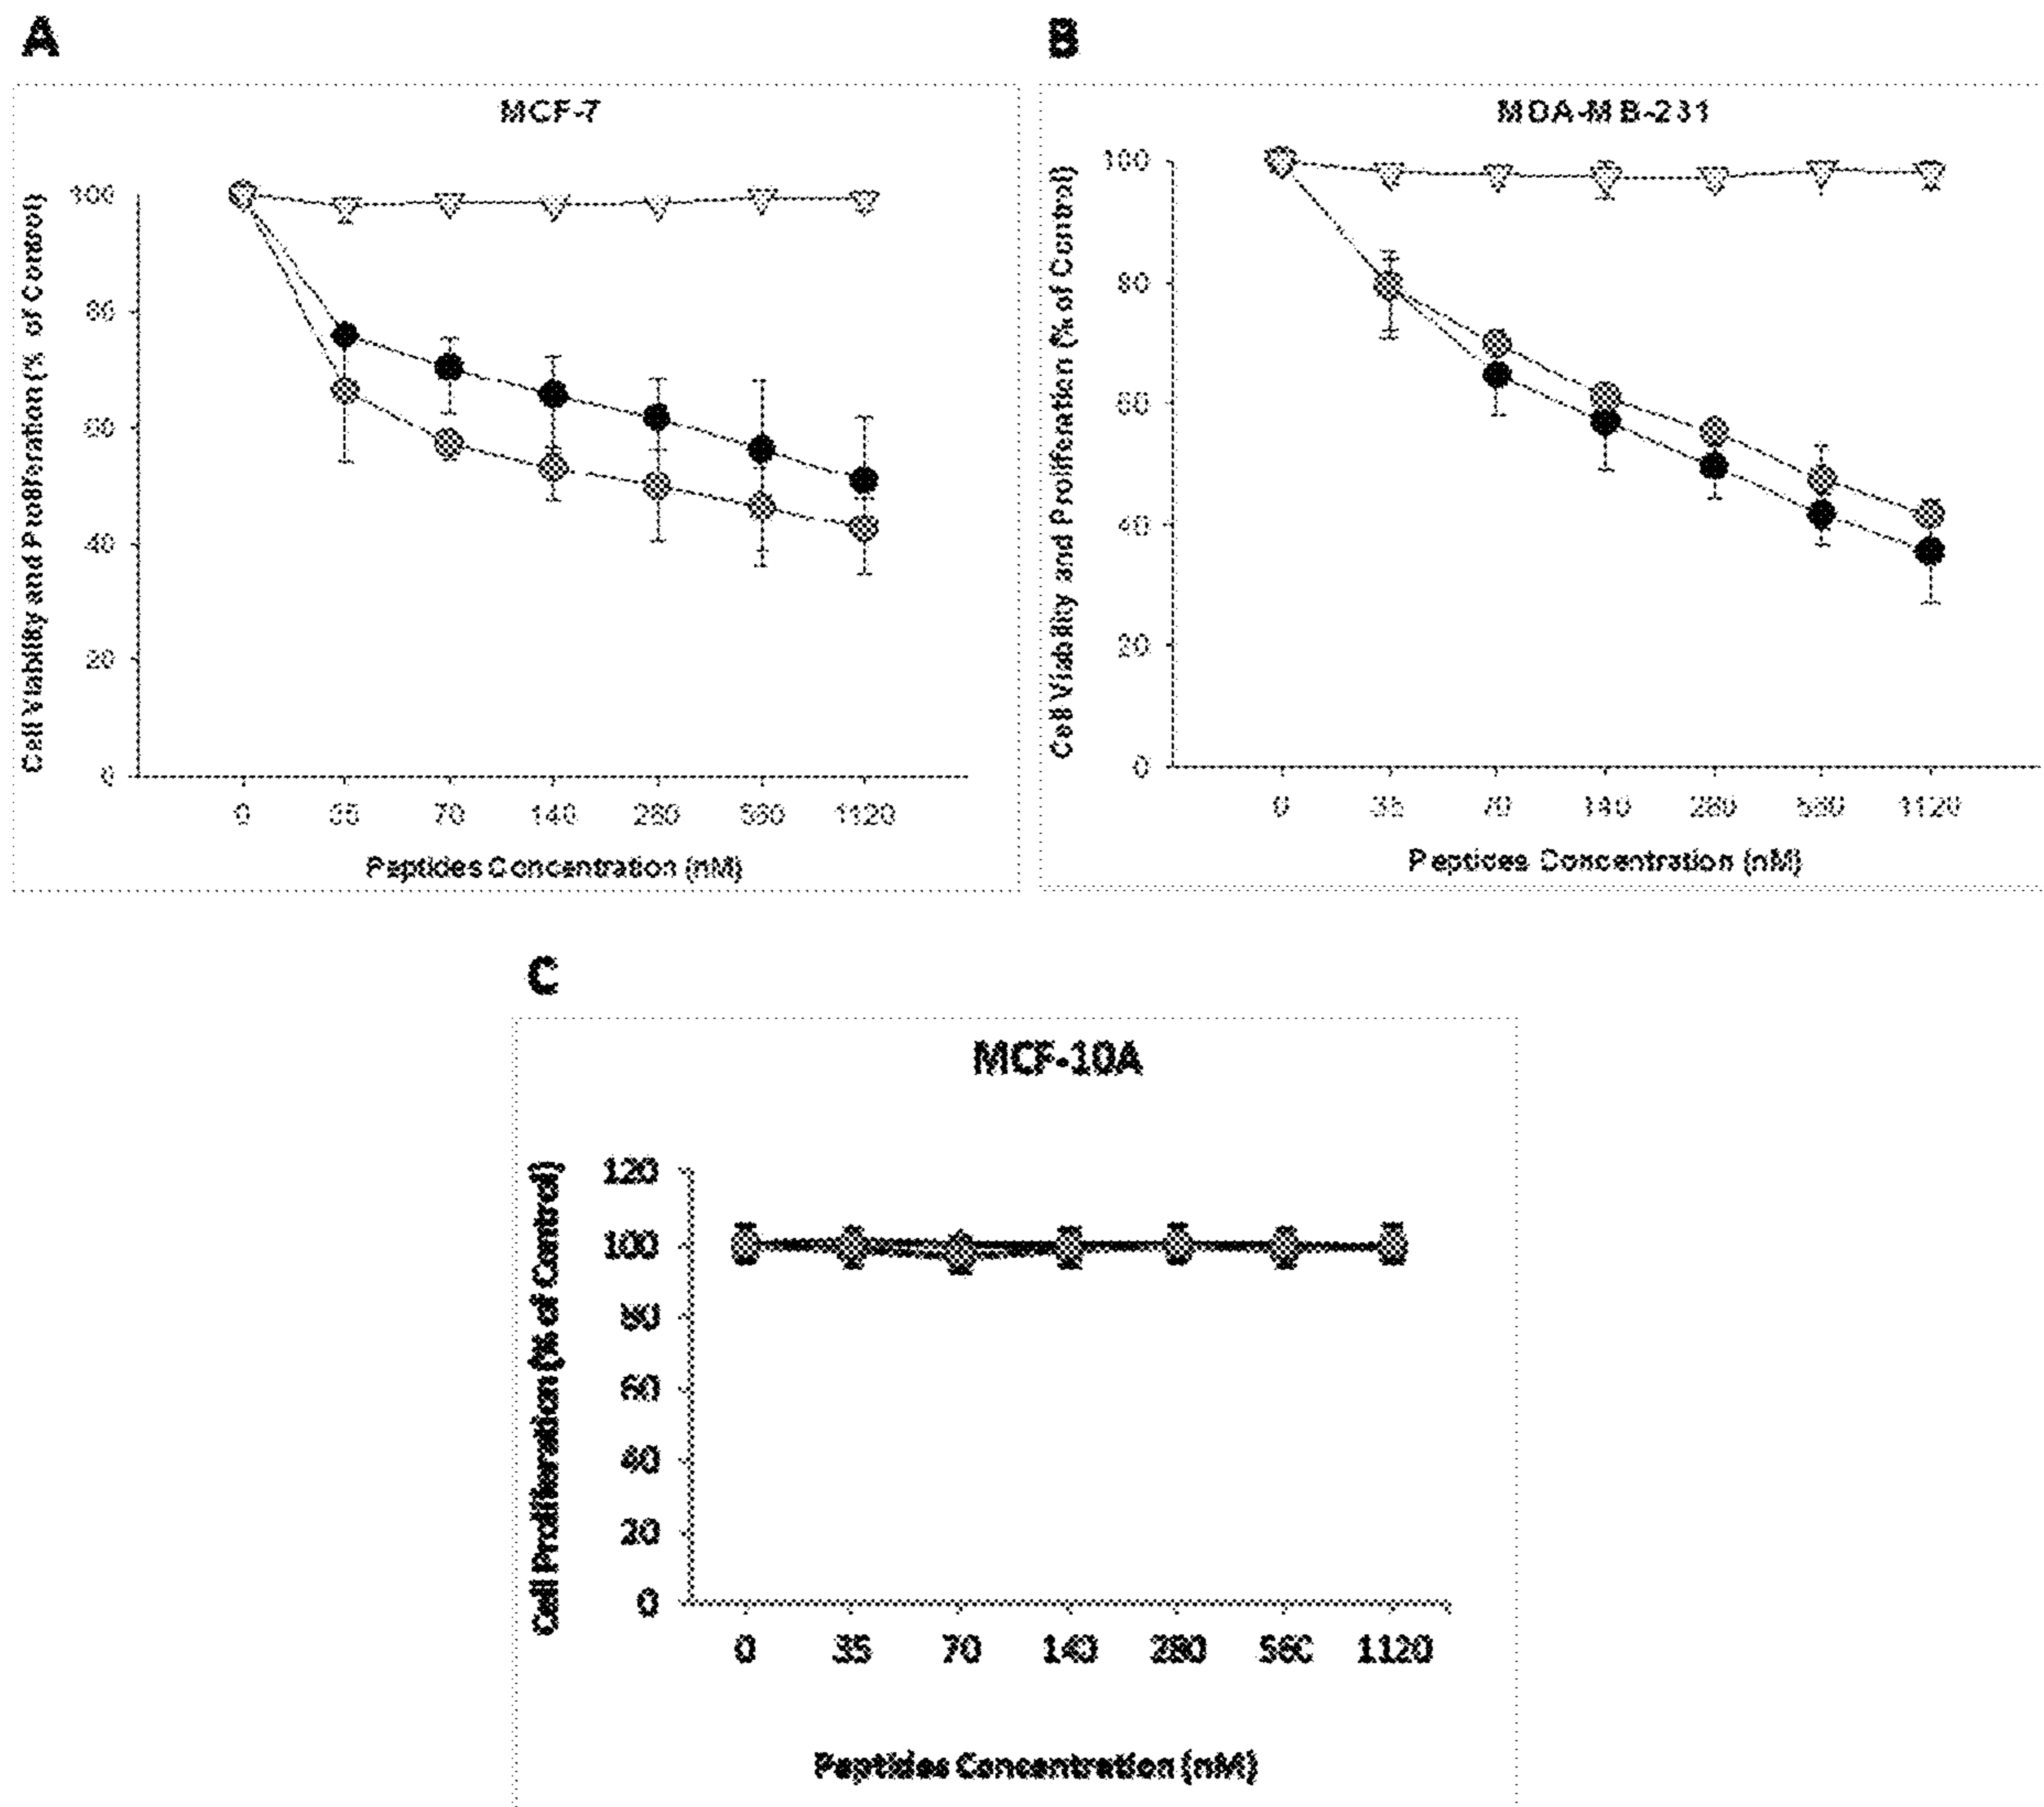 A
MCF-7
Cell Viability and Proliferation (% of Control)
100
80
60
40
20
0
0 35 70 140 280 560 1120
Peptides Concentration (nM)
B
MDA-MB-231
Cell Viability and Proliferation (% of Control)
100
80
60
40
20
0
0 35 70 140 280 560 1120
Peptides Concentration (nM)
C
MCF-10A
Cell Proliferation (% of Control)
120
100
80
60
40
20
0
0 35 70 140 280 560 1120
Peptides Concentration (nM)